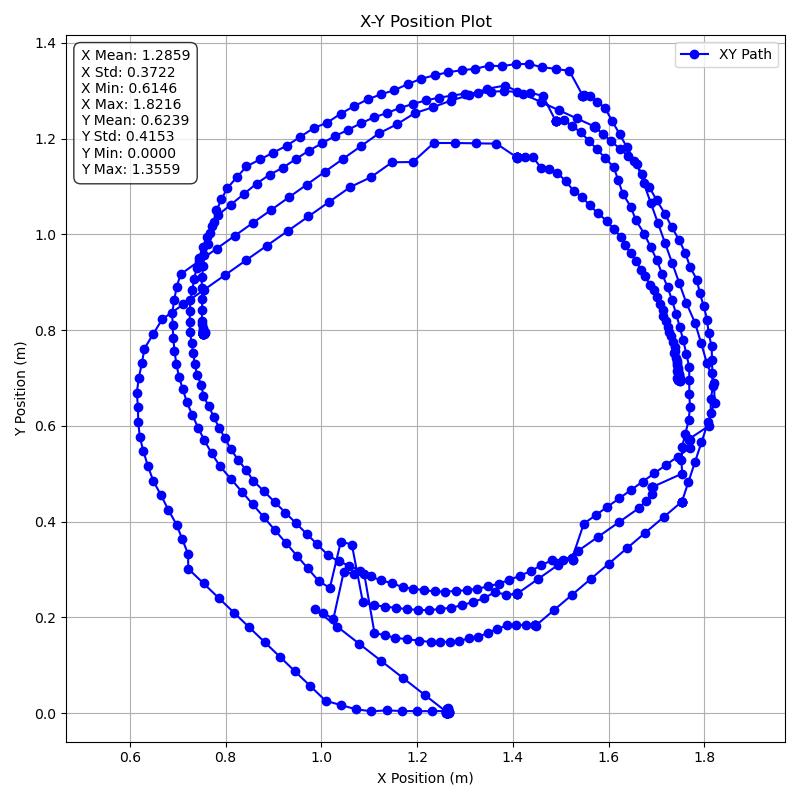 X-Y Position Plot
X Mean: 1.2859
X Std: 0.3722
X Min: 0.6146
X Max: 1.8216
Y Mean: 0.6239
Y Std: 0.4153
Y Min: 0.0000
Y Max: 1.3559
XY Path
Y Position (m)
1.4
1.2
1.0
0.8
0.6
0.4
0.2
0.0
0.6 0.8 1.0 1.2 1.4 1.6 1.8
X Position (m)